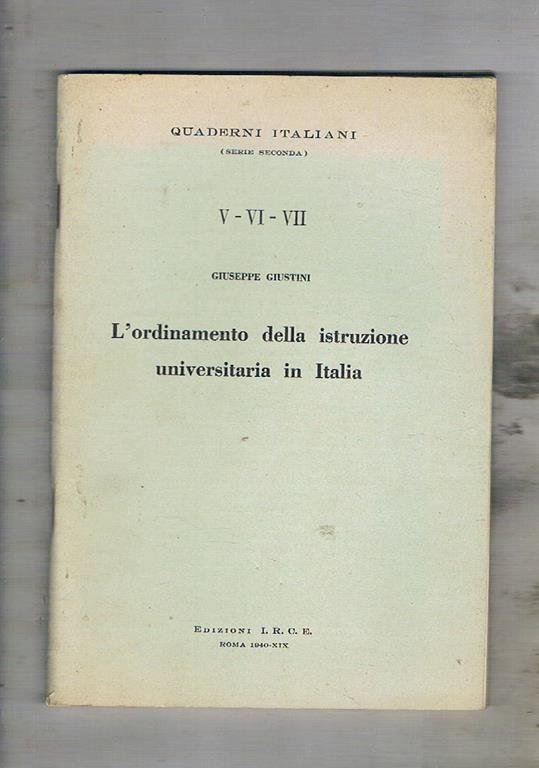 QUADERNI ITALIANI
(SERIE SECONDA)
V - VI - VII
GIUSEPPE GIUSTINI
L'ordinamento della istruzione
universitaria in Italia
EDIZIONI I. R. C. E.
ROMA 1940-XIX